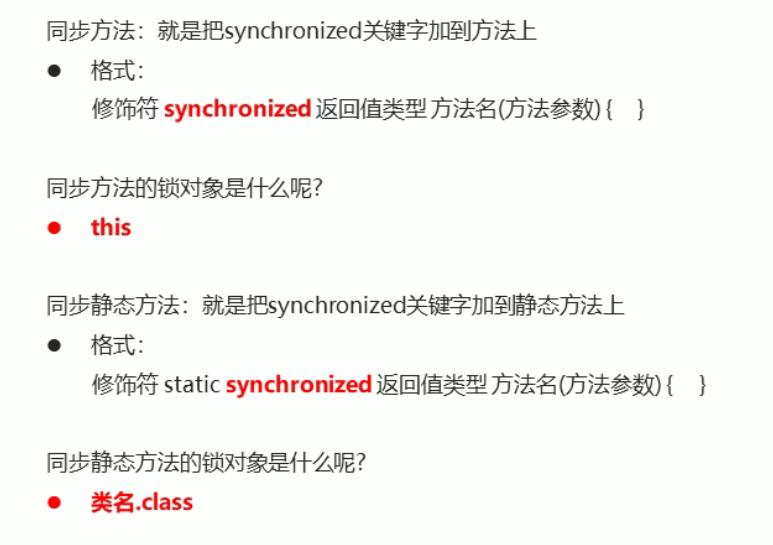 同步方法：就是把synchronized关键字加到方法上
● 格式：
修饰符 synchronized 返回值类型 方法名(方法参数) { }
同步方法的锁对象是什么呢?
● this
同步静态方法：就是把synchronized关键字加到静态方法上
● 格式：
修饰符 static synchronized 返回值类型 方法名(方法参数) { }
同步静态方法的锁对象是什么呢?
● 类名.class